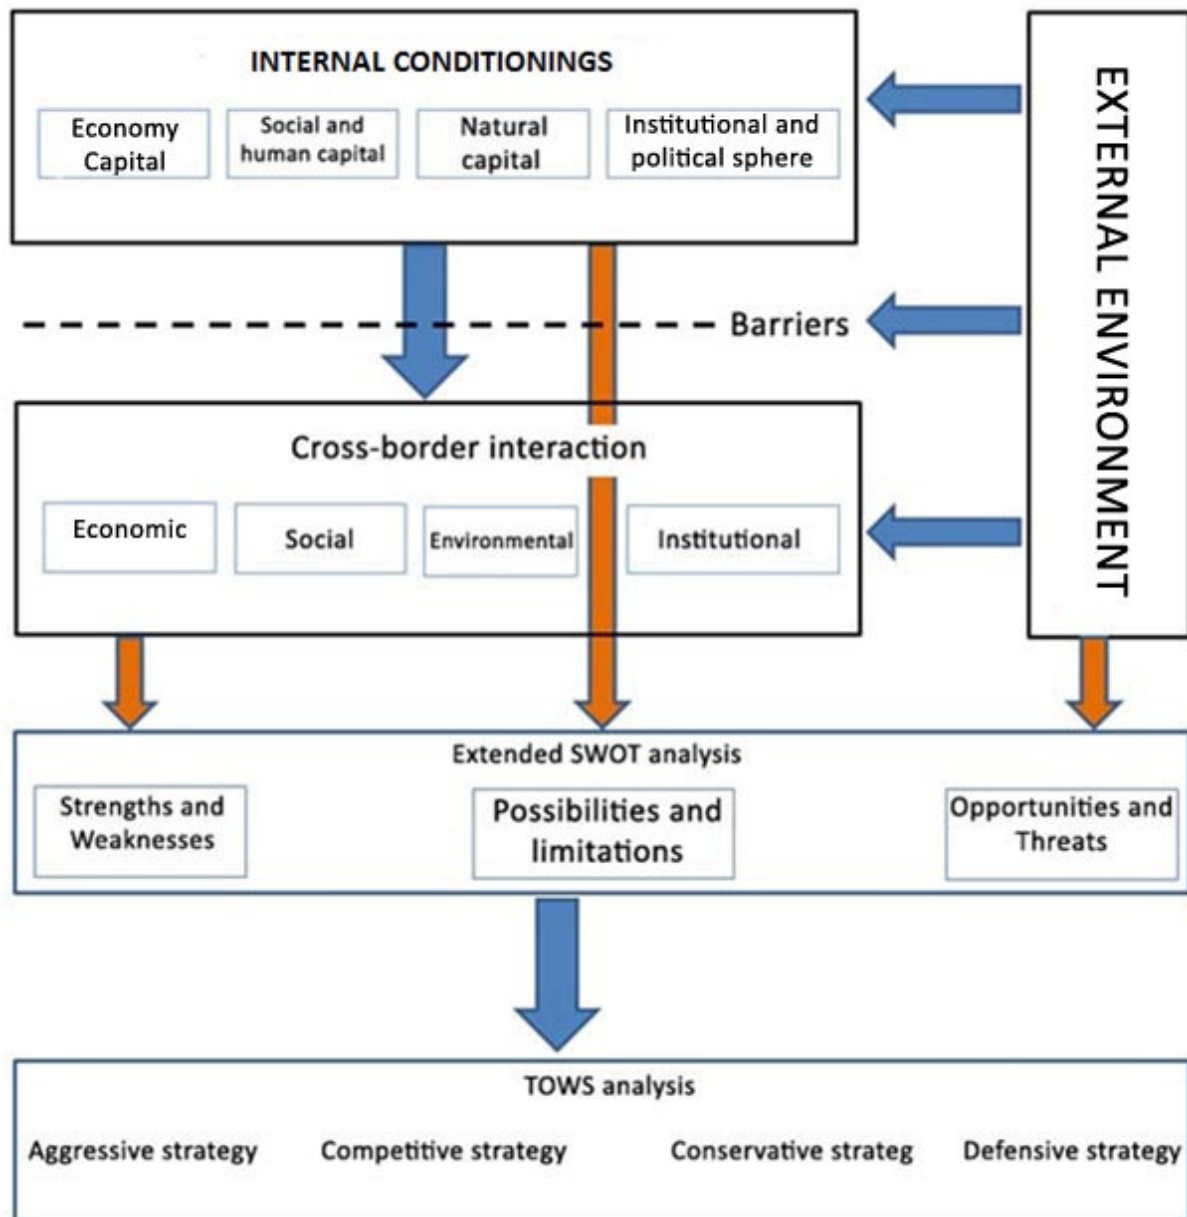 INTERNAL CONDITIONINGS
Economy
Capital
Social and
human capital
Natural
capital
Institutional and
political sphere
EXTERNAL ENVIRONMENT
Barriers
Cross-border interaction
Economic
Social
Environmental
Institutional
Extended SWOT analysis
Strengths and
Weaknesses
Possibilities and
limitations
Opportunities and
Threats
TOWS analysis
Aggressive strategy
Competitive strategy
Conservative strateg
Defensive strategy